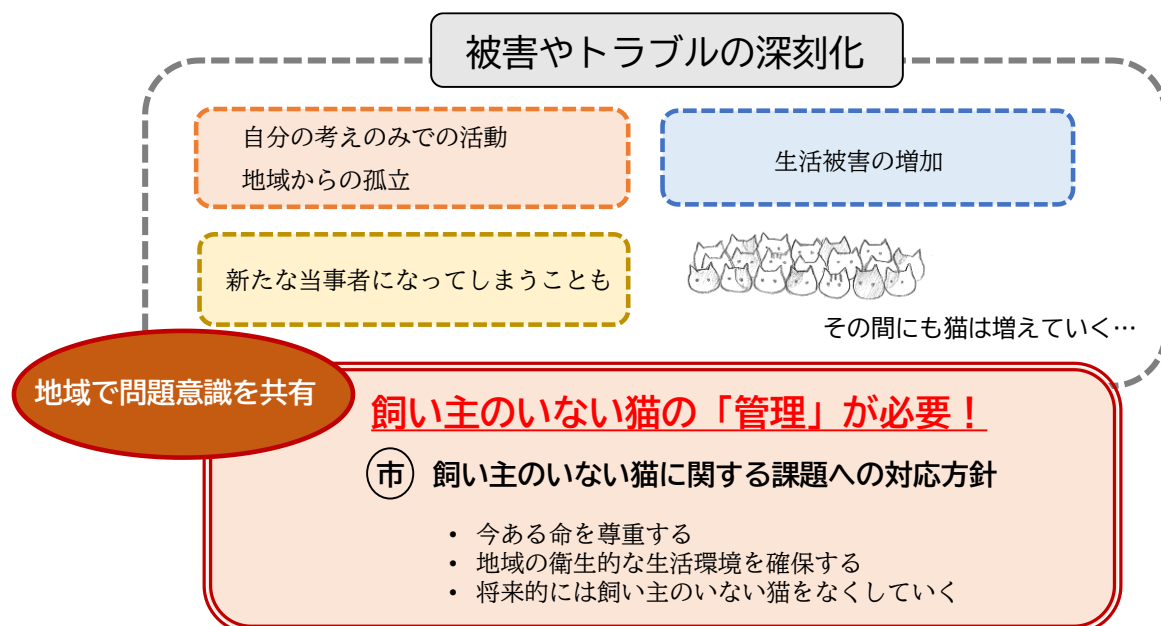 被害やトラブルの深刻化
自分の考えのみでの活動
地域からの孤立
生活被害の増加
新たな当事者になってしまうことも
その間にも猫は増えていく…
地域で問題意識を共有
飼い主のいない猫の「管理」が必要！
市 飼い主のいない猫に関する課題への対応方針
• 今ある命を尊重する
• 地域の衛生的な生活環境を確保する
• 将来的には飼い主のいない猫をなくしていく